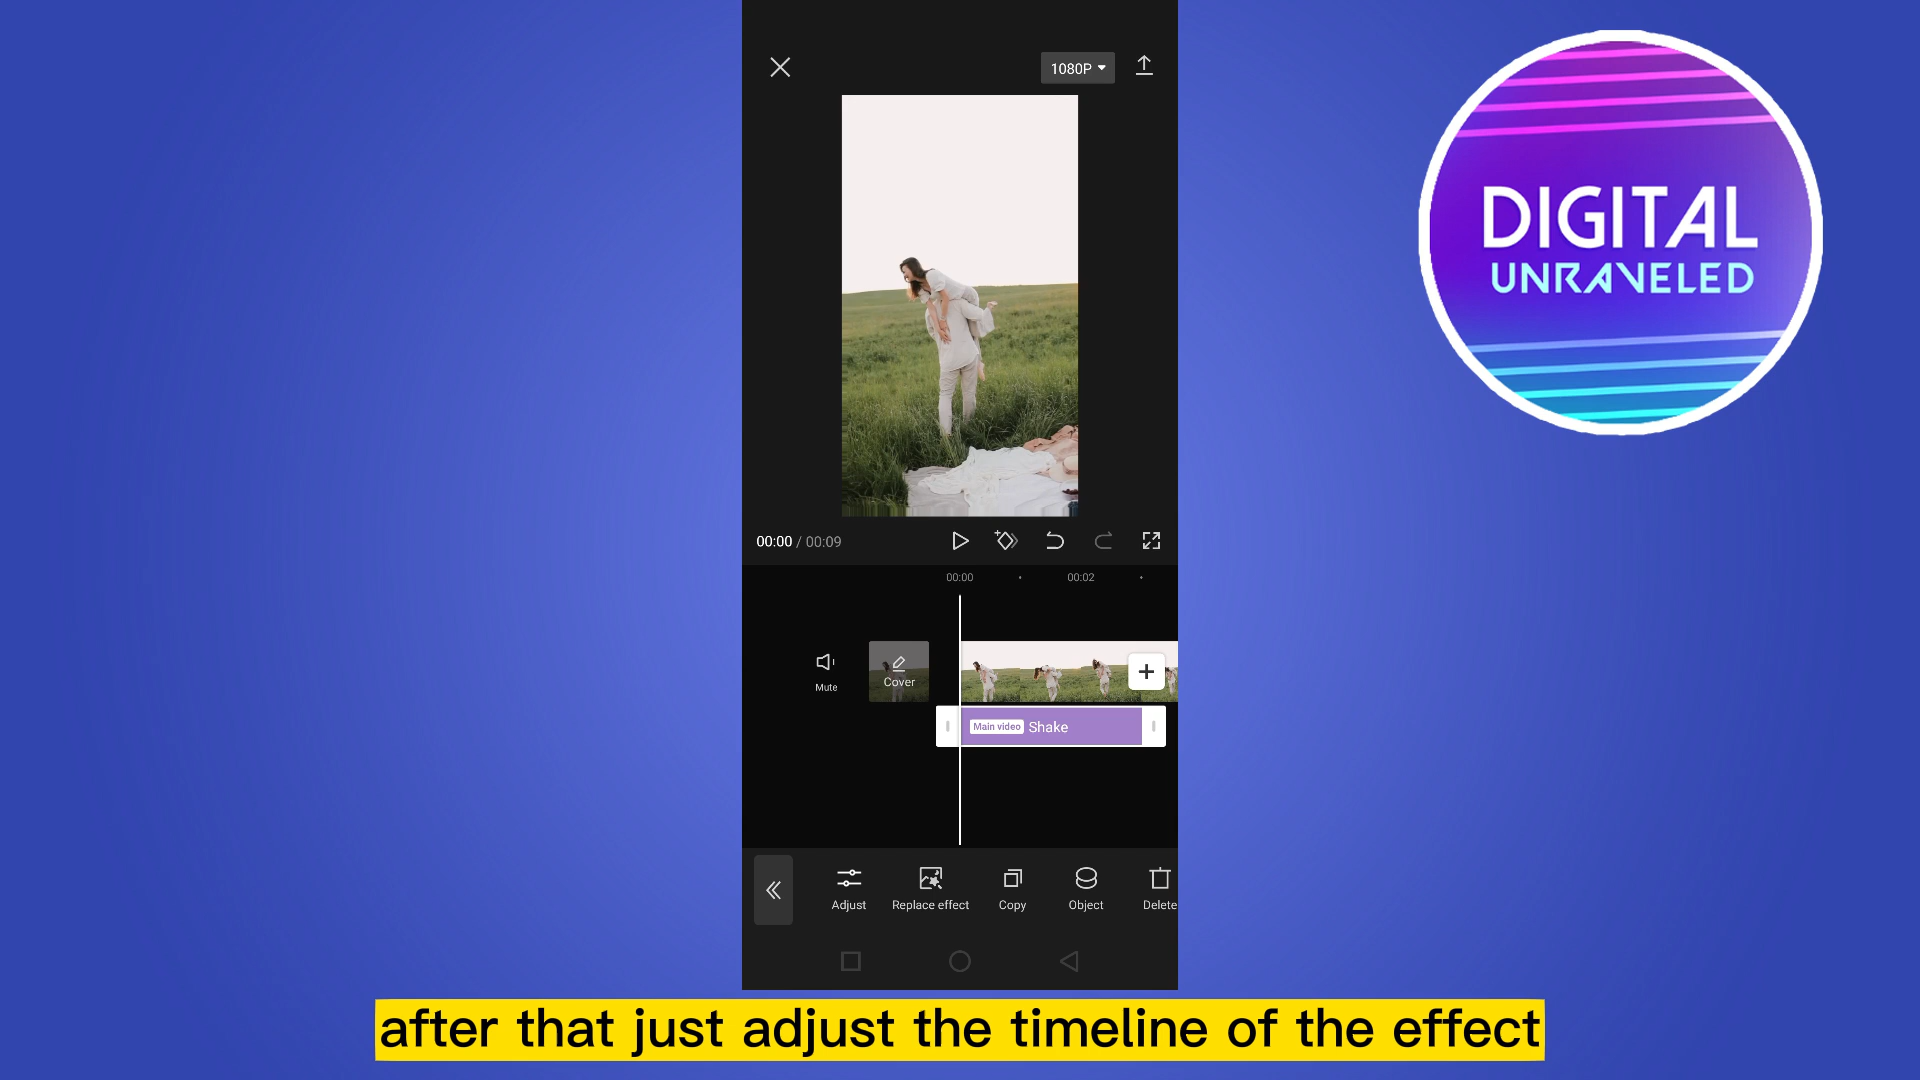 1080P
DIGITAL
UNRAVELED
00:00 / 00:09
00:00
00:02
Mute
Cover
Main video Shake
Adjust
Replace effect
Copy
Object
Delete
after that just adjust the timeline of the effect